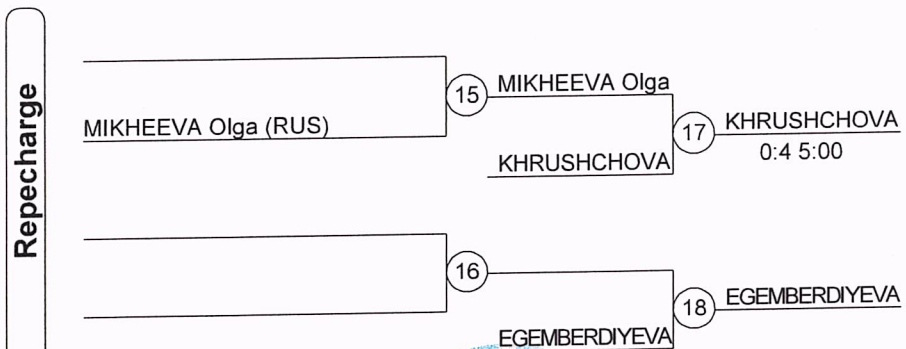 Repecharge
MIKHEEVA Olga (RUS)
15
MIKHEEVA Olga
KHRUSHCHOVA
17
KHRUSHCHOVA
0:4 5:00
16
EGEMBERDIYEVA
18
EGEMBERDIYEVA